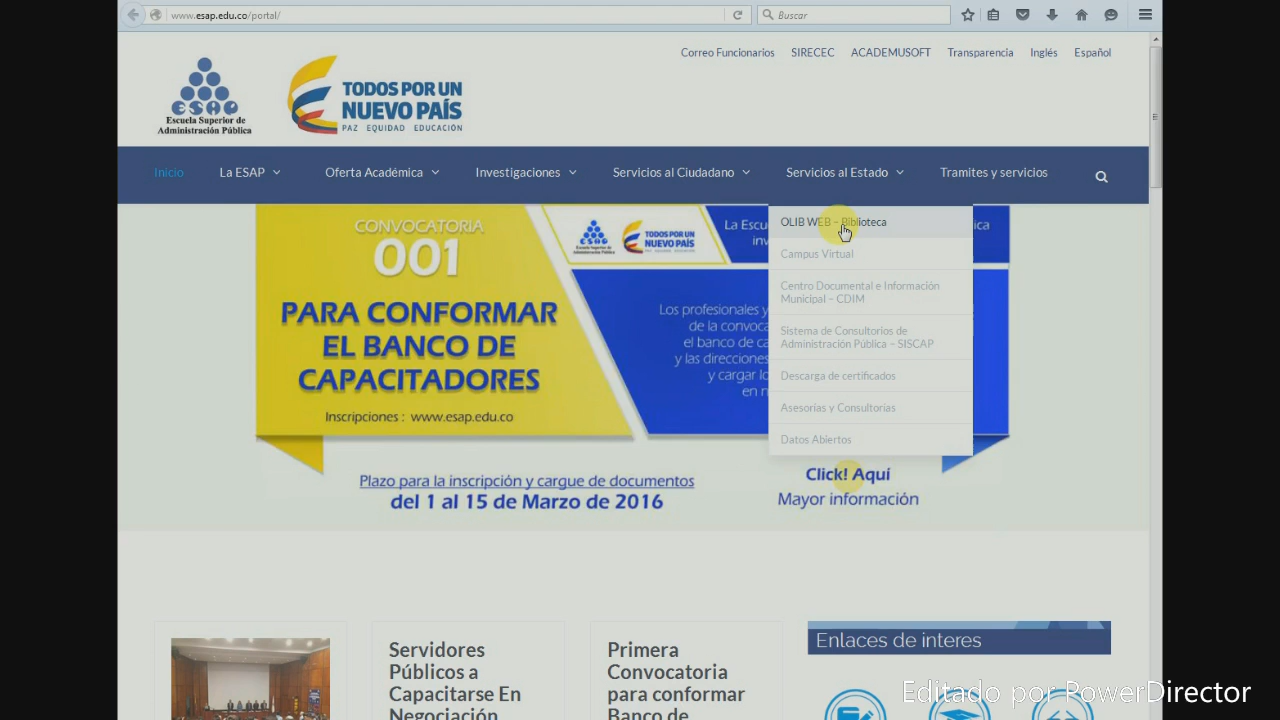 www.esap.edu.co/portal/
Buscar
Correo Funcionarios SIRECEC ACADEMUSOFT Transparencia Inglés Español
esap
Escuela Superior de
Administración Pública
TODOS POR UN
NUEVO PAÍS
PAZ EQUIDAD EDUCACIÓN
Inicio La ESAP Oferta Académica Investigaciones Servicios al Ciudadano Servicios al Estado Tramites y servicios
OLIB WEB – Biblioteca
Campus Virtual
Centro Documental e Información
Municipal – CDIM
Sistema de Consultorios de
Administración Pública – SISCAP
Descarga de certificados
Asesorías y Consultorías
Datos Abiertos
CONVOCATORIA
001
PARA CONFORMAR
EL BANCO DE
CAPACITADORES
Inscripciones : www.esap.edu.co
TODOS POR UN
NUEVO PAÍS
La
Los profesionales
de la
el banco de
y las
y cargar
en
Plazo para la inscripción y cargue de documentos
del 1 al 15 de Marzo de 2016
Click! Aquí
Mayor información
Servidores
Públicos a
Capacitarse En
Negociación
Primera
Convocatoria
para conformar
Banco de
Enlaces de interes
Editado por PowerDirector